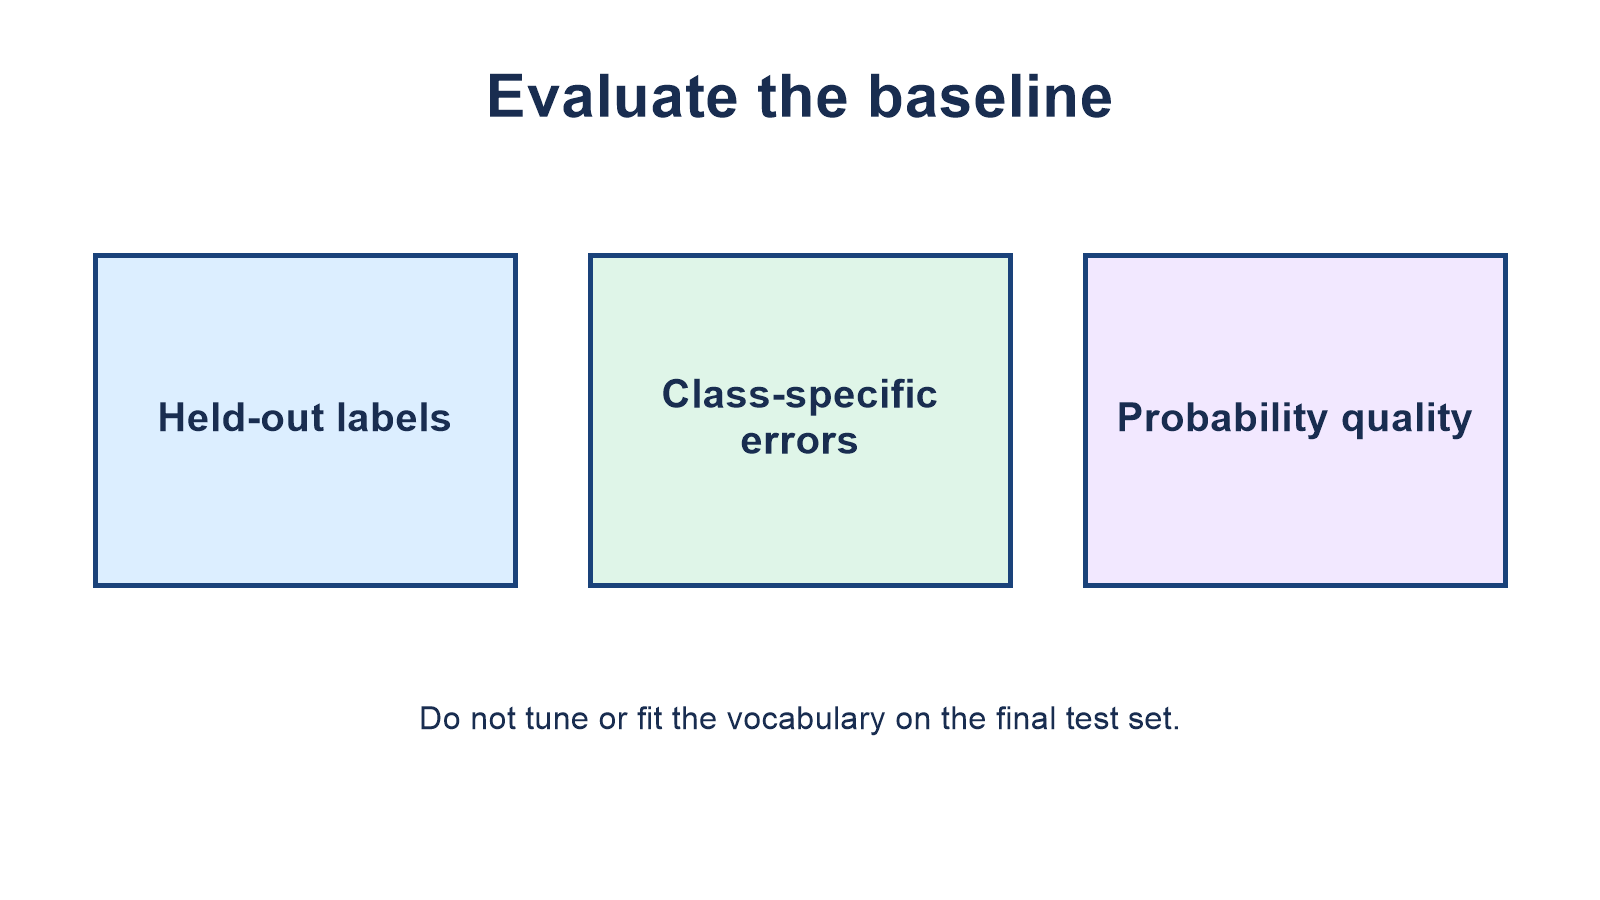 Evaluate the baseline
Held-out labels
Class-specific
errors
Probability quality
Do not tune or fit the vocabulary on the final test set.